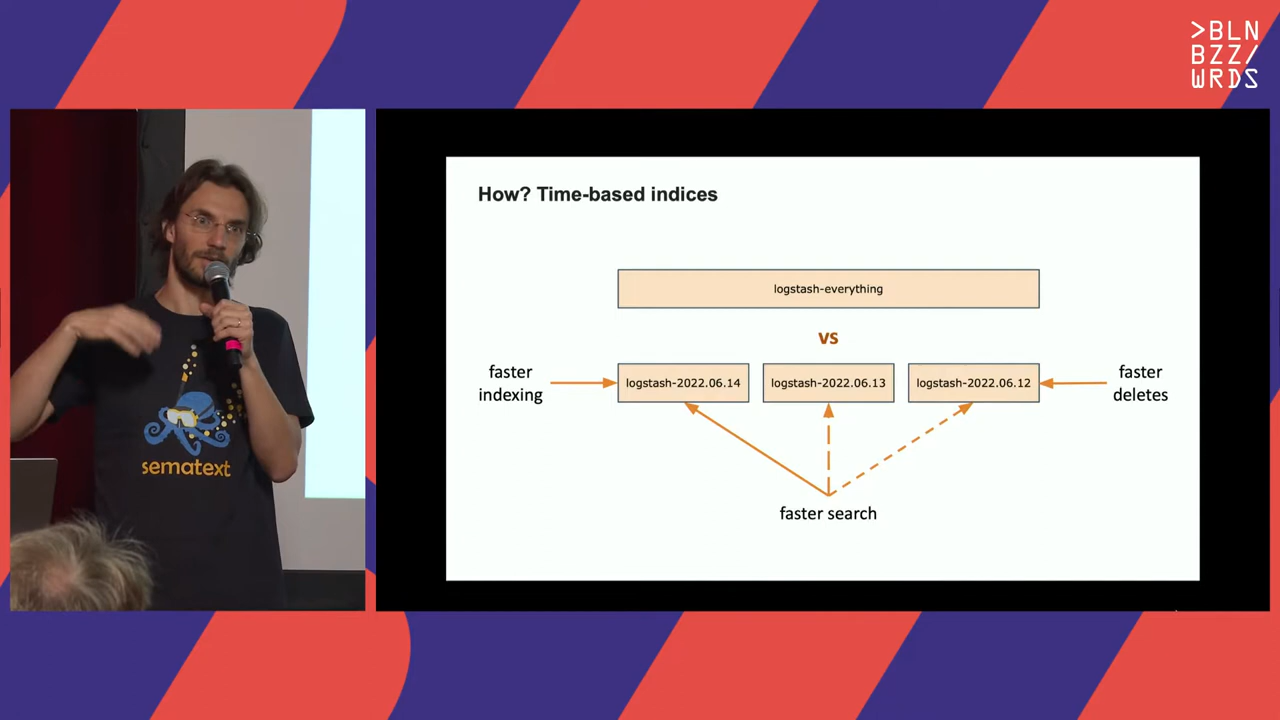 >BLN
BZZ/
WRDS
How? Time-based indices
logstash-everything
vs
faster
indexing
logstash-2022.06.14
logstash-2022.06.13
logstash-2022.06.12
faster
deletes
faster search
sematext